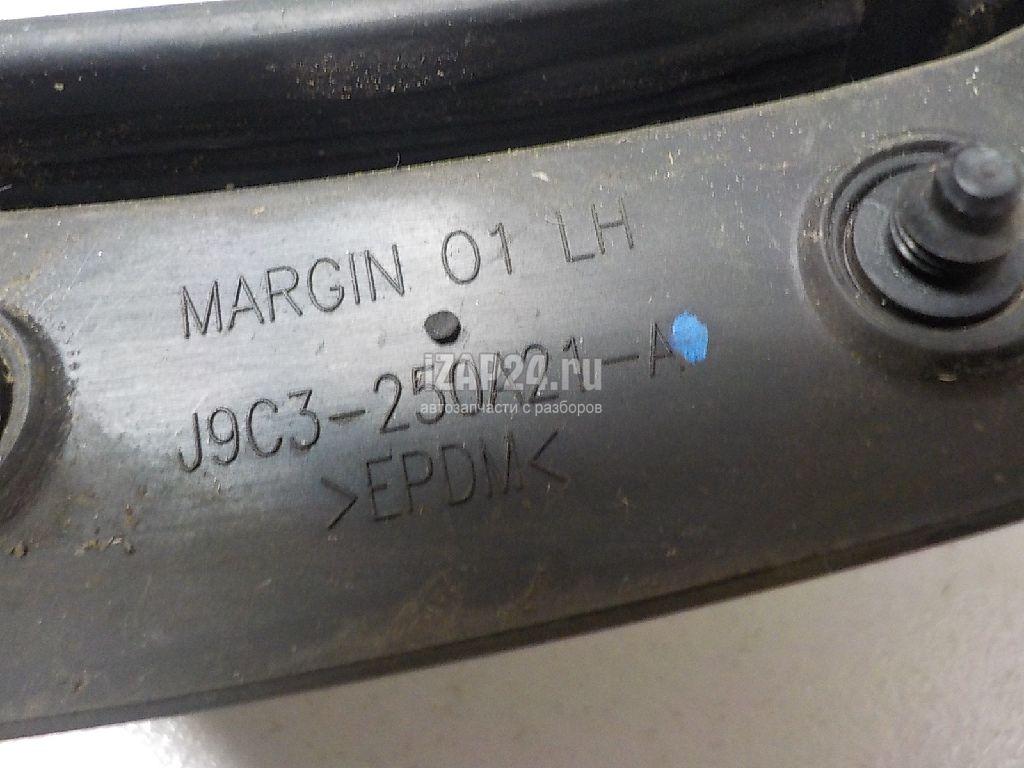 MARGIN 01 LH
iZAP24.ru
J9C3-250A21-A
автозапчасти с разборов
>EPDM<